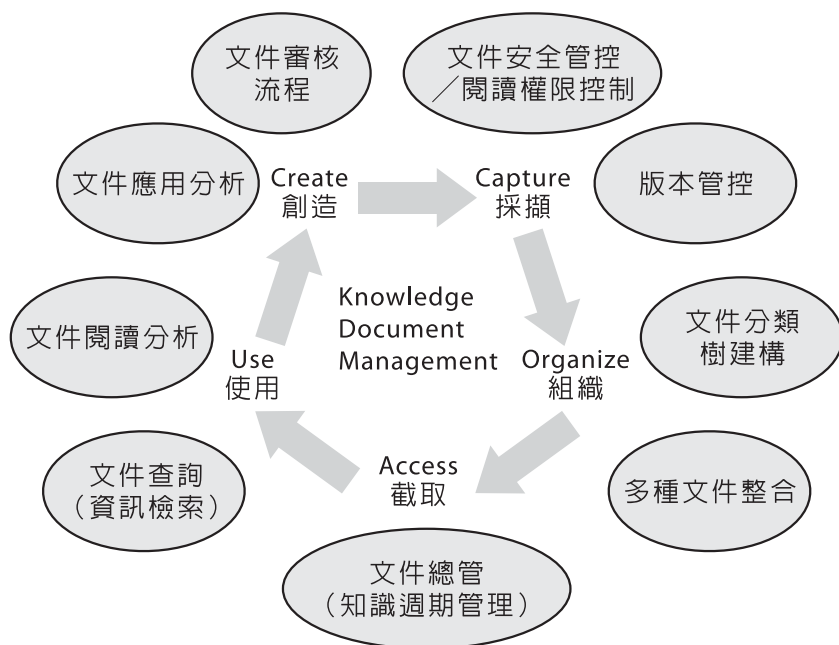 文件審核
流程
文件安全管控
／閱讀權限控制
文件應用分析
Create
創造
Capture
採擷
版本管控
Knowledge
Document
Management
文件閱讀分析
Use
使用
Organize
組織
文件分類
樹建構
文件查詢
（資訊檢索）
Access
截取
多種文件整合
文件總管
（知識週期管理）